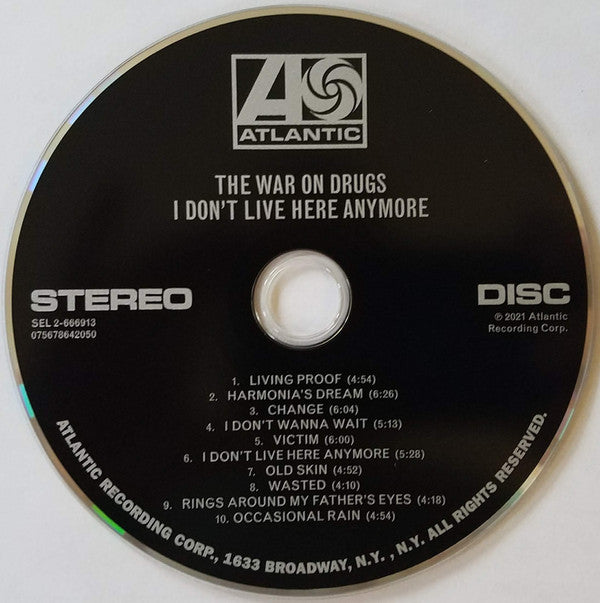 ATLANTIC
THE WAR ON DRUGS
I DON'T LIVE HERE ANYMORE
STEREO
SEL 2-666913
075678642050
DISC
℗ 2021 Atlantic
Recording Corp.
1. LIVING PROOF (4:54)
2. HARMONIA'S DREAM (6:26)
3. CHANGE (6:04)
4. I DON'T WANNA WAIT (5:13)
5. VICTIM (6:00)
6. I DON'T LIVE HERE ANYMORE (5:28)
7. OLD SKIN (4:52)
8. WASTED (4:10)
9. RINGS AROUND MY FATHER'S EYES (4:18)
10. OCCASIONAL RAIN (4:54)
ATLANTIC RECORDING CORP., 1633 BROADWAY, N.Y. , N.Y. ALL RIGHTS RESERVED.